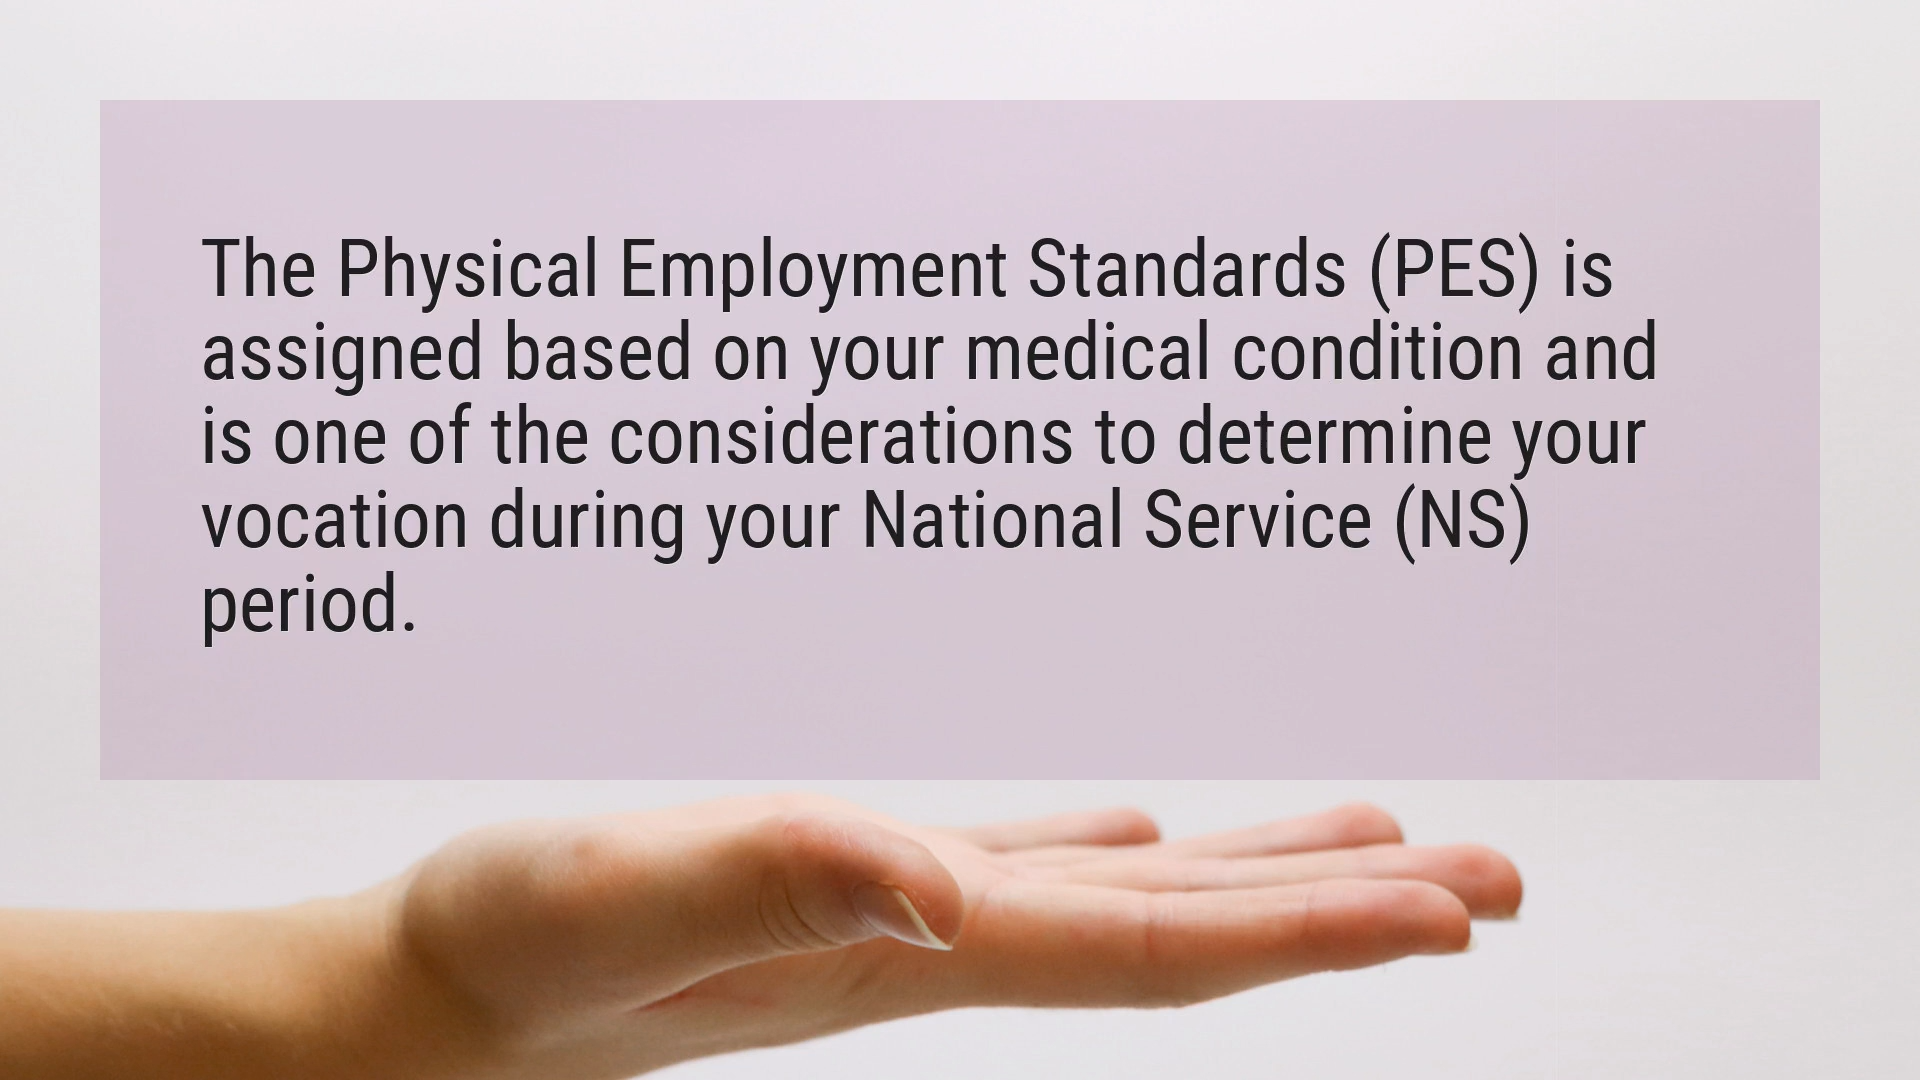 The Physical Employment Standards (PES) is
assigned based on your medical condition and
is one of the considerations to determine your
vocation during your National Service (NS)
period.